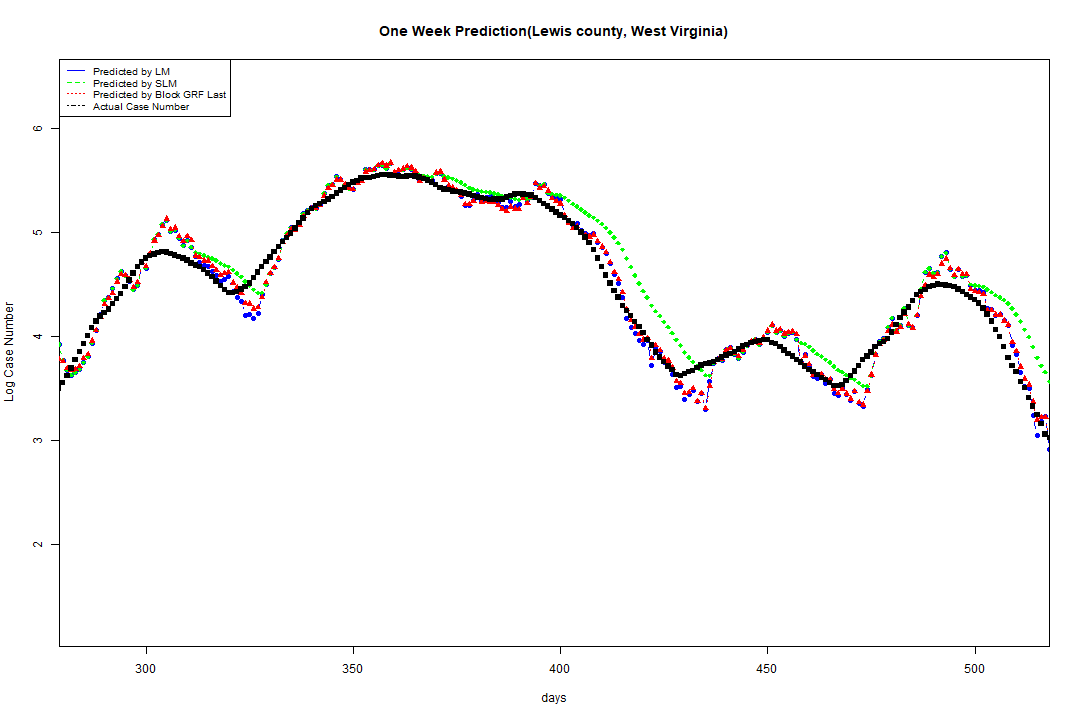 One Week Prediction(Lewis county, West Virginia)
Predicted by LM
Predicted by SLM
Predicted by Block GRF Last
Actual Case Number
6
5
4
3
2
Log Case Number
300 350 400 450 500
days